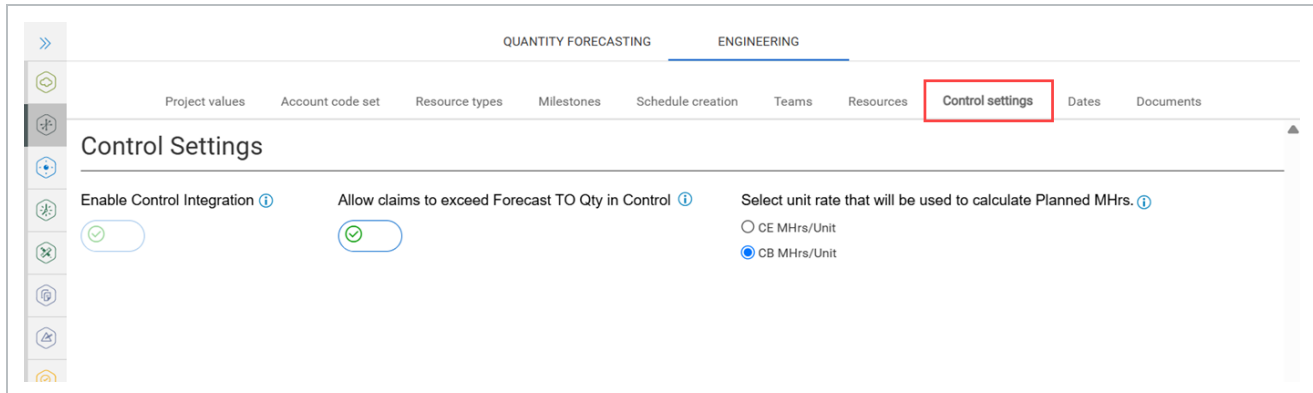 QUANTITY FORECASTING ENGINEERING
Project values Account code set Resource types Milestones Schedule creation Teams Resources Control settings Dates Documents
Control Settings
Enable Control Integration Allow claims to exceed Forecast TO Qty in Control Select unit rate that will be used to calculate Planned MHrs.
CE MHrs/Unit
CB MHrs/Unit